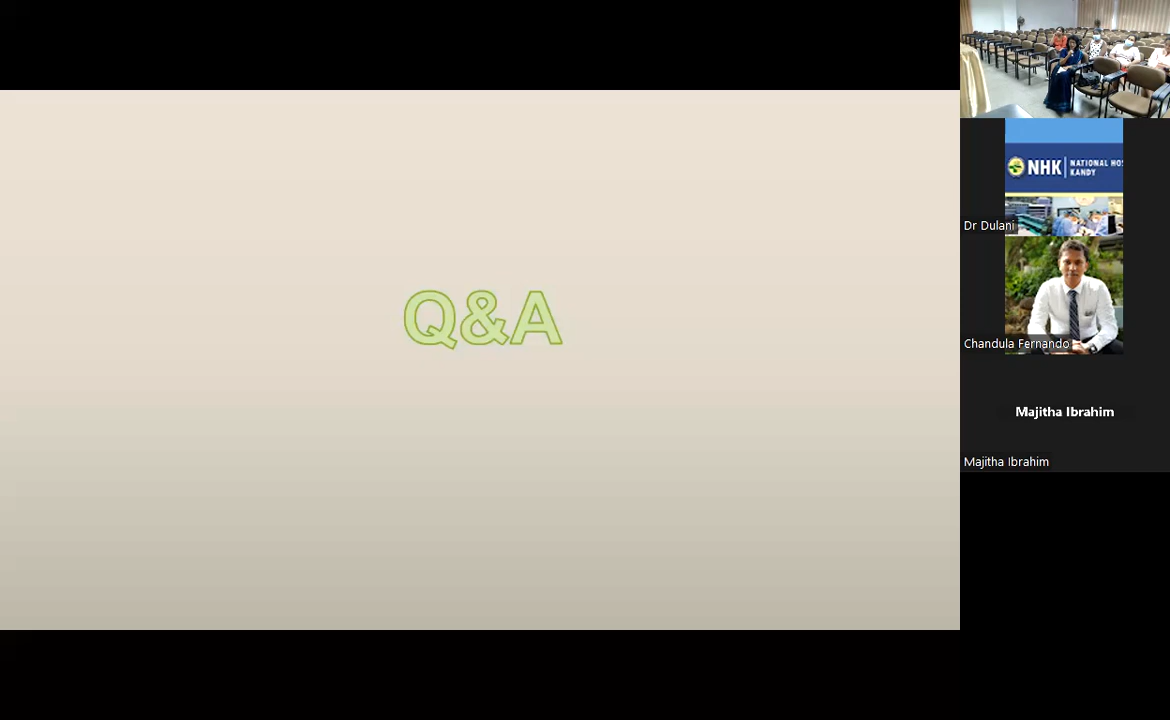 Q&A
NHK NATIONAL HOS
KANDY
Dr Dulani
Chandula Fernando
Majitha Ibrahim
Majitha Ibrahim